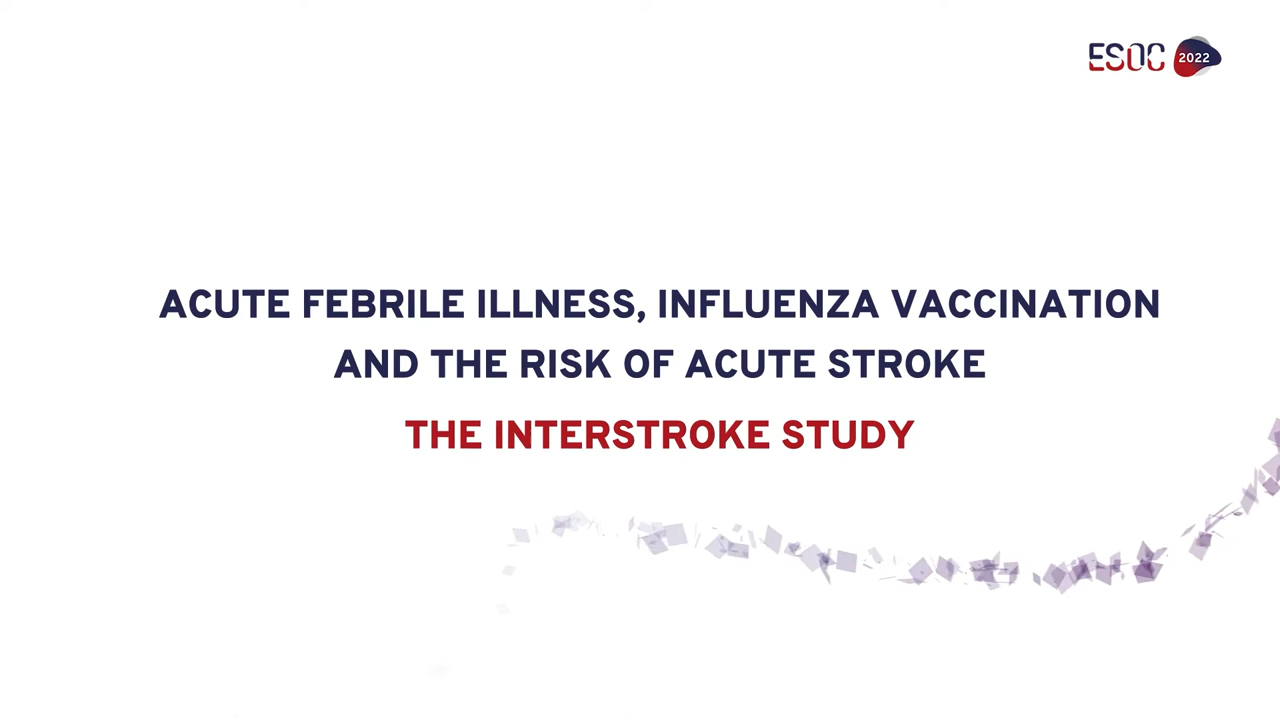 ESOC 2022
ACUTE FEBRILE ILLNESS, INFLUENZA VACCINATION
AND THE RISK OF ACUTE STROKE
THE INTERSTROKE STUDY